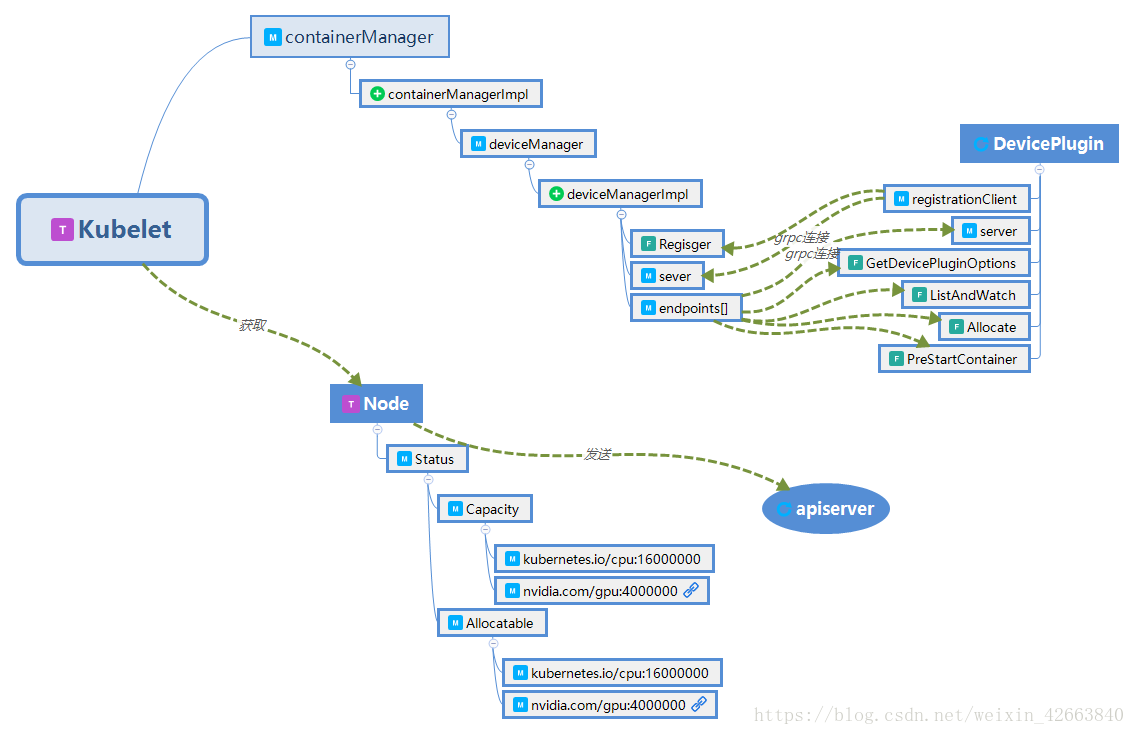 containerManager
containerManagerImpl
deviceManager
deviceManagerImpl
Regisger
sever
endpoints[]
DevicePlugin
registrationClient
server
GetDevicePluginOptions
ListAndWatch
Allocate
PreStartContainer
grpc连接
grpc连接
T Kubelet
获取
T Node
M Status
M Capacity
M kubernetes.io/cpu:16000000
M nvidia.com/gpu:4000000
M Allocatable
M kubernetes.io/cpu:16000000
M nvidia.com/gpu:4000000
发送
apiserver
https://blog.csdn.net/weixin_42663840